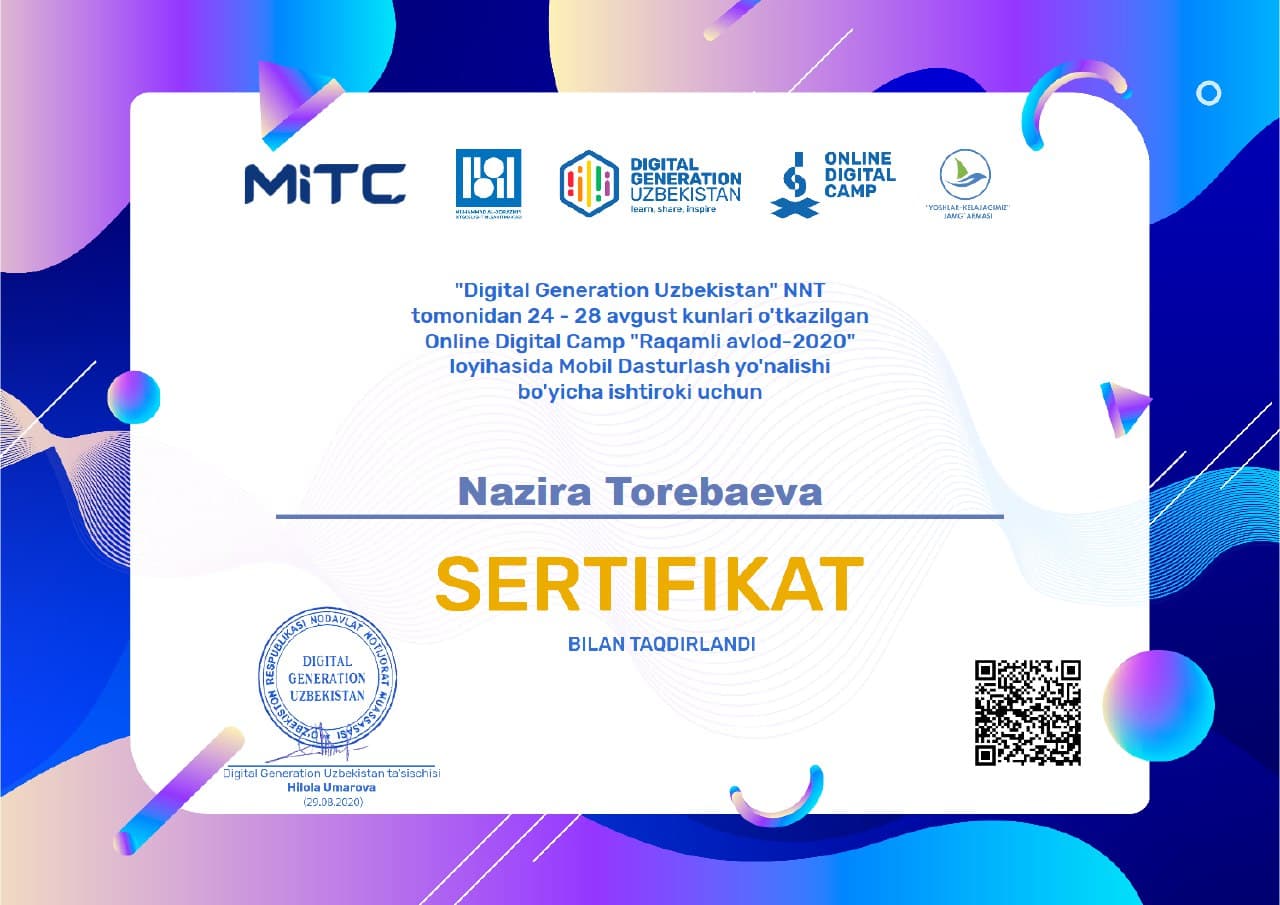 MiTC
DIGITAL
GENERATION
UZBEKISTAN
learn, share, inspire
ONLINE
DIGITAL
CAMP
"YOSHLAR-KELAJAGIMIZ"
JAMG'ARMASI
"Digital Generation Uzbekistan" NNT
tomonidan 24 - 28 avgust kunlari o'tkazilgan
Online Digital Camp "Raqamli avlod-2020"
loyihasida Mobil Dasturlash yo'nalishi
bo'yicha ishtiroki uchun
Nazira Torebaeva
SERTIFIKAT
BILAN TAQDIRLANDI
O'ZBEKISTON RESPUBLIKASI NODAVLAT NOTIJORAT MUASSASASI
DIGITAL
GENERATION
UZBEKISTAN
Digital Generation Uzbekistan ta'sischisi
Hilola Umarova
(29.08.2020)